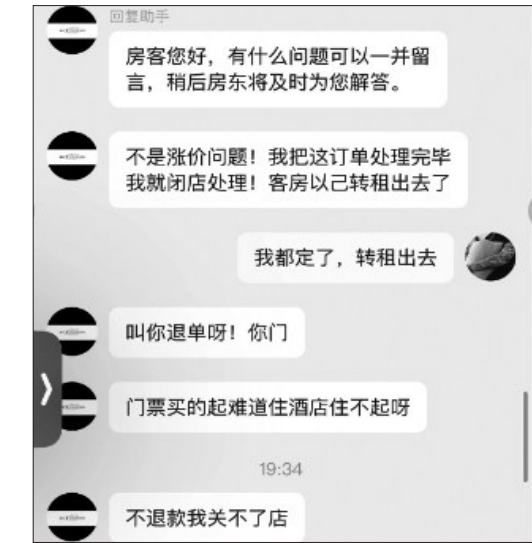 回复助手
房客您好，有什么问题可以一并留
言，稍后房东将及时为您解答。
不是涨价问题！我把这订单处理完毕
我就闭店处理！客房以己转租出去了
我都定了，转租出去
叫你退单呀！你门
门票买的起难道住酒店住不起呀
19:34
不退款我关不了店